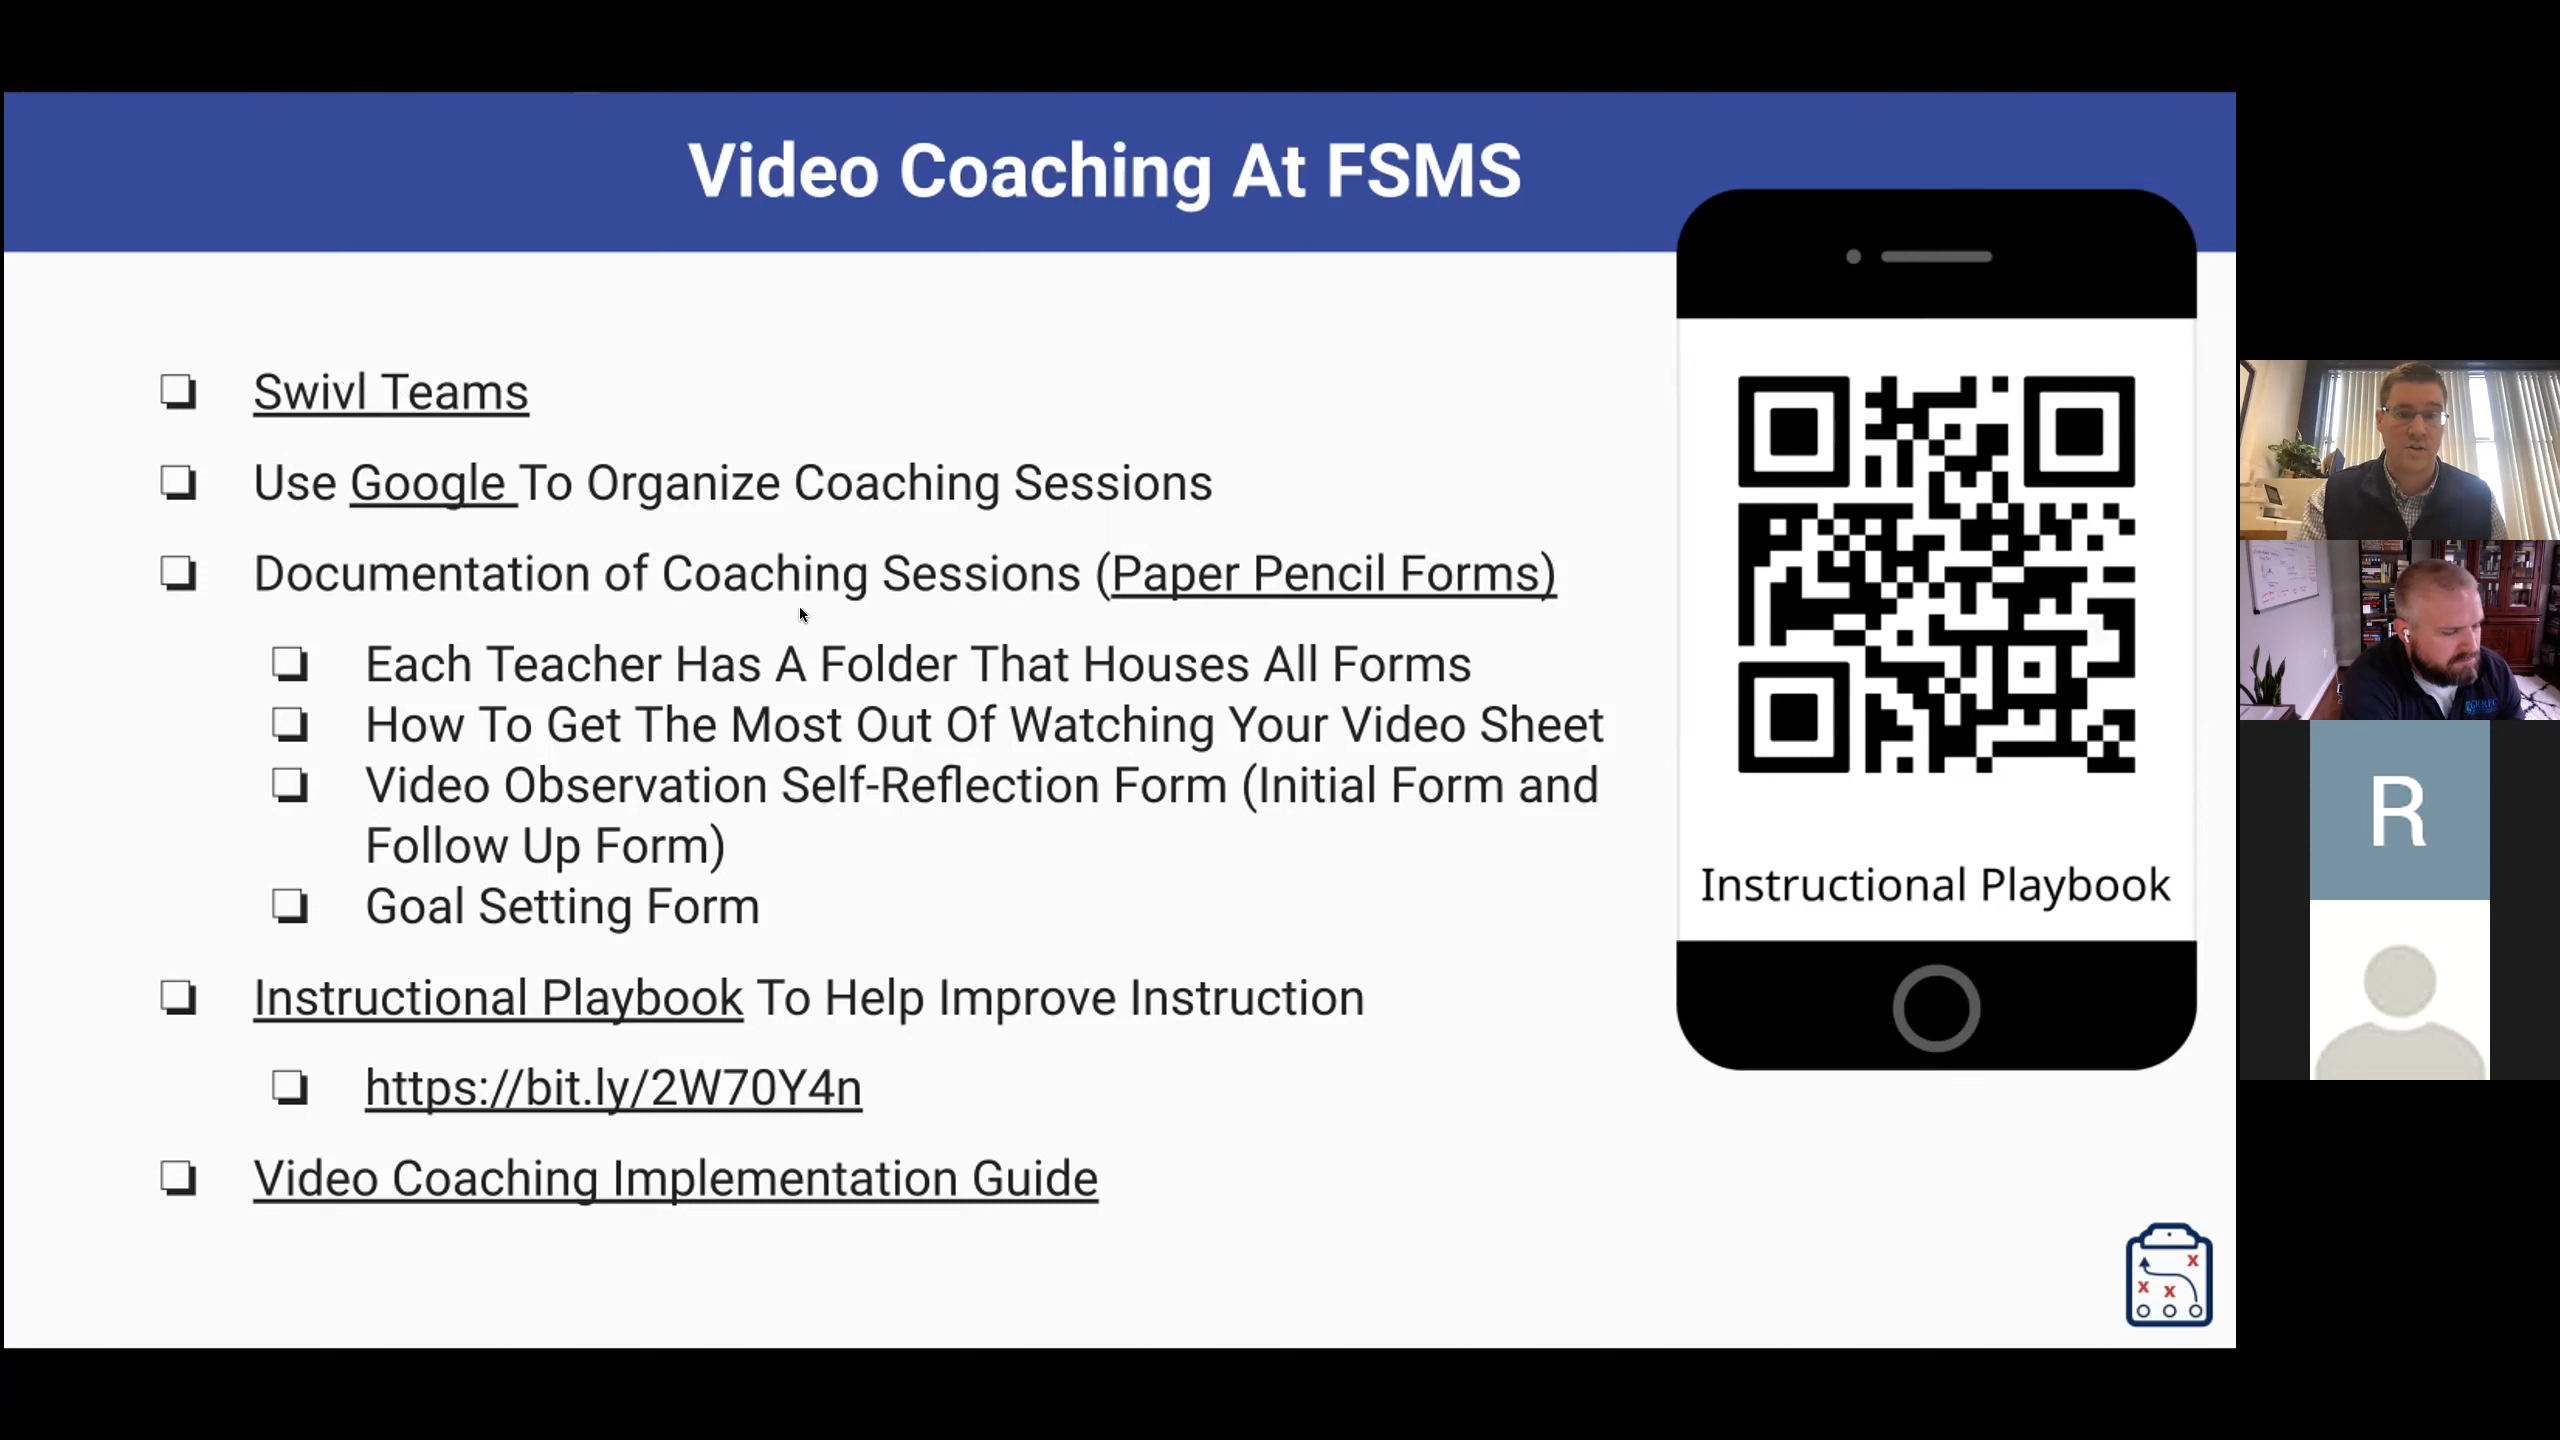 Video Coaching At FSMS
Swivl Teams
Use Google To Organize Coaching Sessions
Documentation of Coaching Sessions (Paper Pencil Forms)
Each Teacher Has A Folder That Houses All Forms
How To Get The Most Out Of Watching Your Video Sheet
Video Observation Self-Reflection Form (Initial Form and
Follow Up Form)
Goal Setting Form
Instructional Playbook To Help Improve Instruction
https://bit.ly/2W70Y4n
Video Coaching Implementation Guide
Instructional Playbook
x
x
x
R